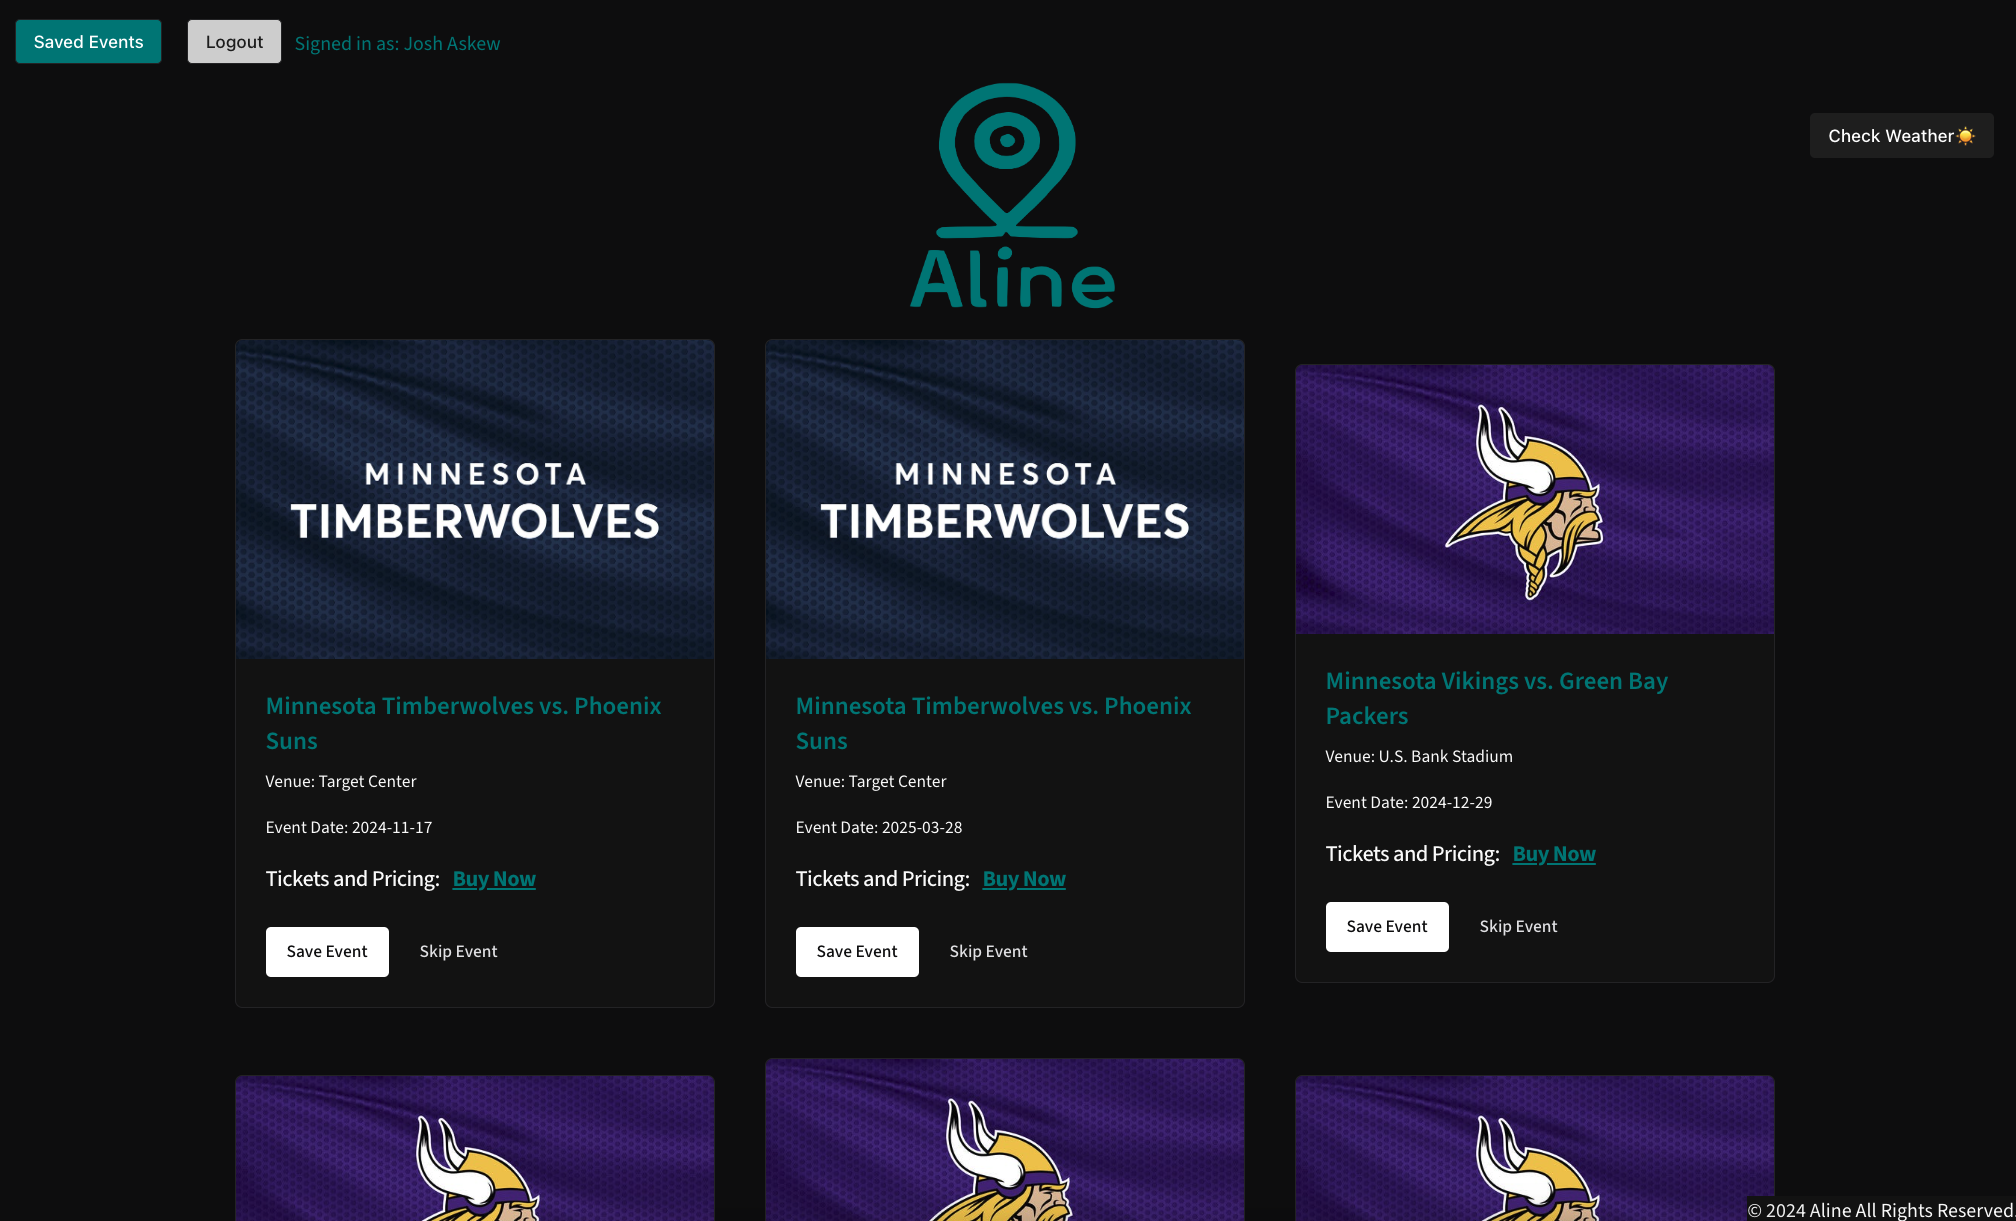 Saved Events
Logout
Signed in as: Josh Askew
Check Weather☀️
Aline
MINNESOTA
TIMBERWOLVES
Minnesota Timberwolves vs. Phoenix
Suns
Venue: Target Center
Event Date: 2024-11-17
Tickets and Pricing: Buy Now
Save Event
Skip Event
MINNESOTA
TIMBERWOLVES
Minnesota Timberwolves vs. Phoenix
Suns
Venue: Target Center
Event Date: 2025-03-28
Tickets and Pricing: Buy Now
Save Event
Skip Event
Minnesota Vikings vs. Green Bay
Packers
Venue: U.S. Bank Stadium
Event Date: 2024-12-29
Tickets and Pricing: Buy Now
Save Event
Skip Event
© 2024 Aline All Rights Reserved